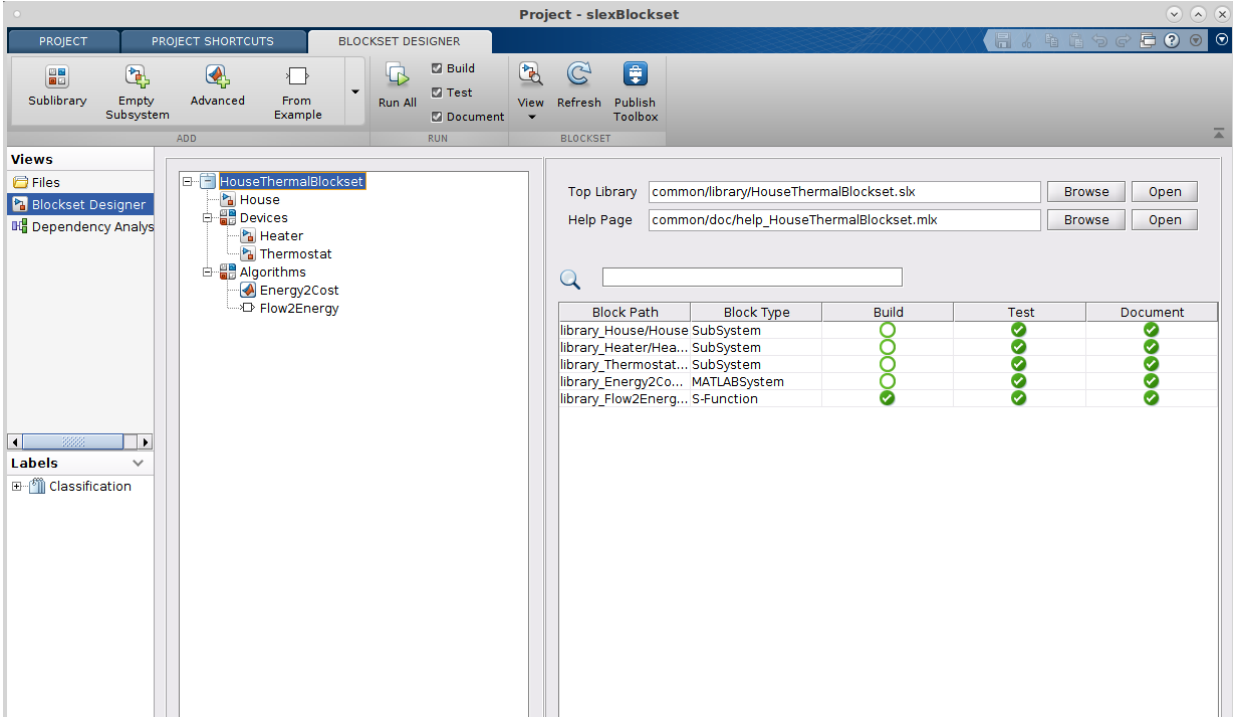 Project - slexBlockset
PROJECT PROJECT SHORTCUTS BLOCKSET DESIGNER
Sublibrary
Empty Subsystem
Advanced
From Example
ADD
Run All
Build
Test
Document
RUN
View
Refresh
Publish Toolbox
BLOCKSET
Views
Files
Blockset Designer
Dependency Analys
Labels
Classification
HouseThermalBlockset
House
Devices
Heater
Thermostat
Algorithms
Energy2Cost
Flow2Energy
Top Library common/library/HouseThermalBlockset.slx Browse Open
Help Page common/doc/help_HouseThermalBlockset.mlx Browse Open
Block Path Block Type Build Test Document
library_House/House SubSystem
library_Heater/Hea... SubSystem
library_Thermostat... SubSystem
library_Energy2Co... MATLABSystem
library_Flow2Energ... S-Function